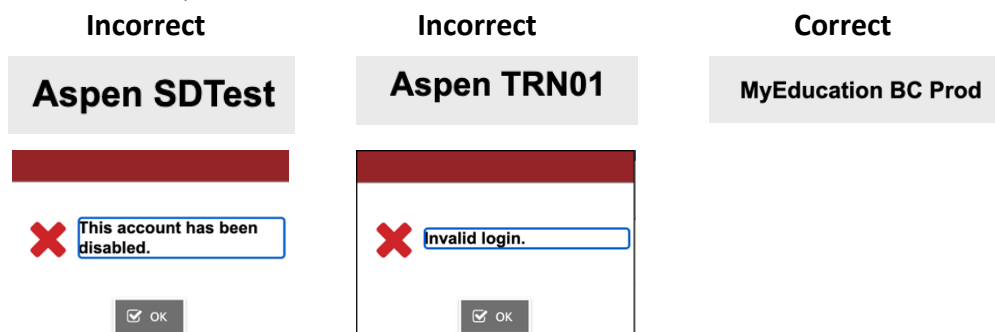 Incorrect
Incorrect
Correct
Aspen SDTest
Aspen TRN01
MyEducation BC Prod
This account has been
disabled.
Invalid login.
OK
OK